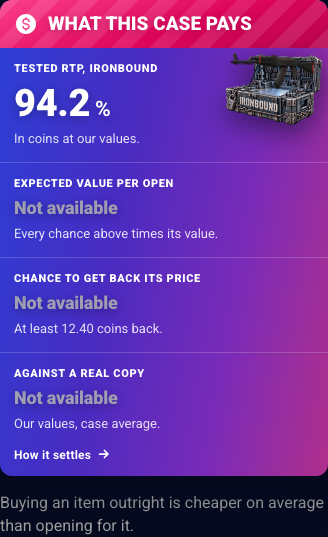 WHAT THIS CASE PAYS
TESTED RTP, IRONBOUND
94.2 %
IRONBOUND
In coins at our values.
EXPECTED VALUE PER OPEN
Not available
Every chance above times its value.
CHANCE TO GET BACK ITS PRICE
Not available
At least 12.40 coins back.
AGAINST A REAL COPY
Not available
Our values, case average.
How it settles →
Buying an item outright is cheaper on average
than opening for it.